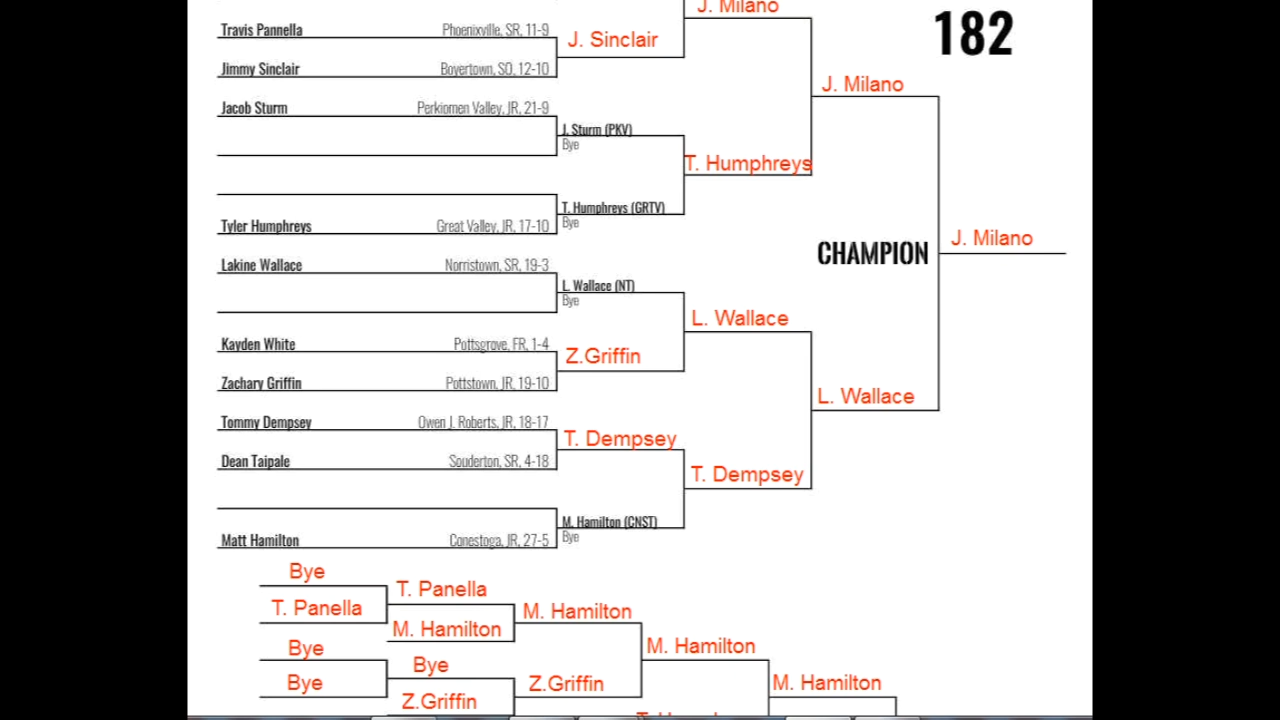 J. Milano
182
Travis Pannella Phoenixville, SR, 11-9
J. Sinclair
Jimmy Sinclair Boyertown, SO, 12-10
J. Milano
Jacob Sturm Perkiomen Valley, JR, 21-9
J. Sturm (PKV)
Bye
T. Humphreys
T. Humphreys (GRTV)
Bye
Tyler Humphreys Great Valley, JR, 17-10
CHAMPION
J. Milano
Lakine Wallace Norristown, SR, 19-3
L. Wallace (NT)
Bye
L. Wallace
Kayden White Pottsgrove, FR, 1-4
Z.Griffin
Zachary Griffin Pottstown, JR, 19-10
L. Wallace
Tommy Dempsey Owen J. Roberts, JR, 18-17
T. Dempsey
Dean Taipale Souderton, SR, 4-18
T. Dempsey
M. Hamilton (CNST)
Bye
Matt Hamilton Conestoga, JR, 27-5
Bye
T. Panella
T. Panella
M. Hamilton
M. Hamilton
Bye
M. Hamilton
Bye
Bye
Z.Griffin
M. Hamilton
Z.Griffin